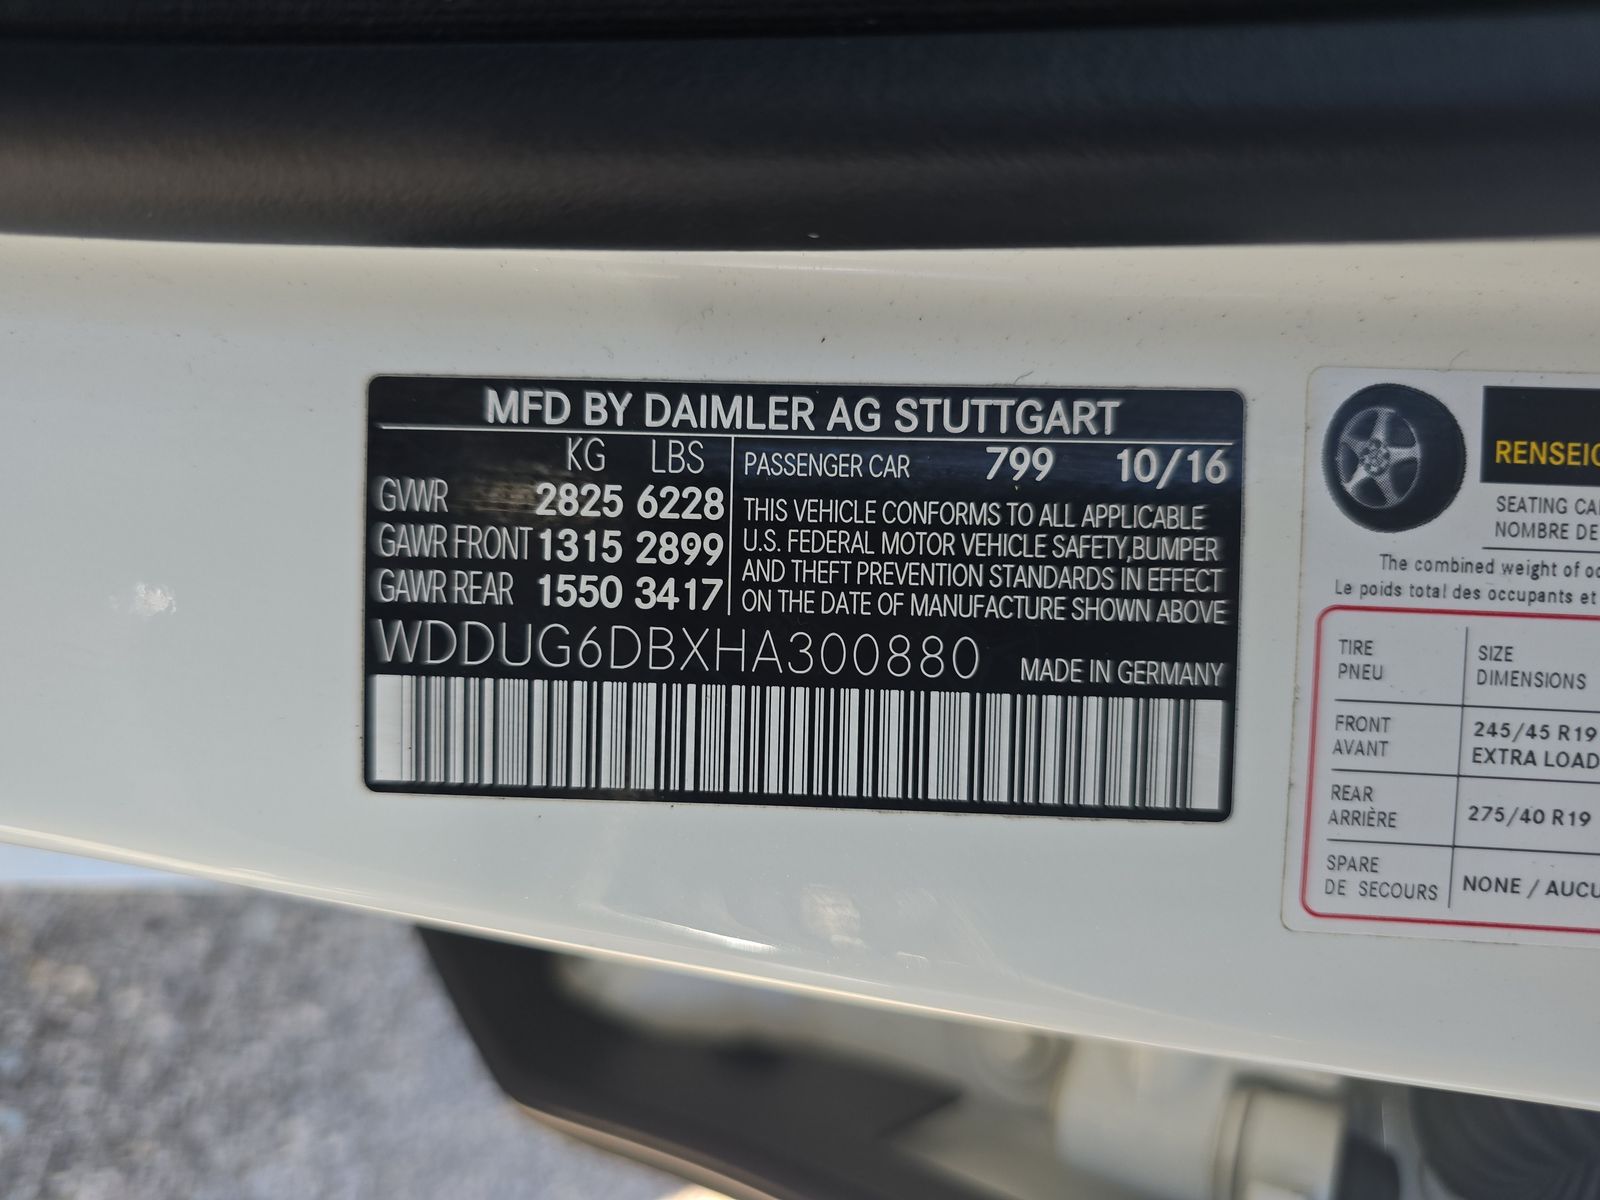 MFD BY DAIMLER AG STUTTGART
KG LBS
GVWR 2825 6228
GAWR FRONT 1315 2899
GAWR REAR 1550 3417
PASSENGER CAR 799 10/16
THIS VEHICLE CONFORMS TO ALL APPLICABLE
U.S. FEDERAL MOTOR VEHICLE SAFETY,BUMPER
AND THEFT PREVENTION STANDARDS IN EFFECT
ON THE DATE OF MANUFACTURE SHOWN ABOVE
WDDUG6DBXHA300880
MADE IN GERMANY
RENSEIG
SEATING CA
NOMBRE DE
The combined weight of oc
Le poids total des occupants et
TIRE
PNEU
SIZE
DIMENSIONS
FRONT
AVANT
245/45 R19
EXTRA LOAD
REAR
ARRIÈRE
275/40 R19
SPARE
DE SECOURS
NONE / AUCU